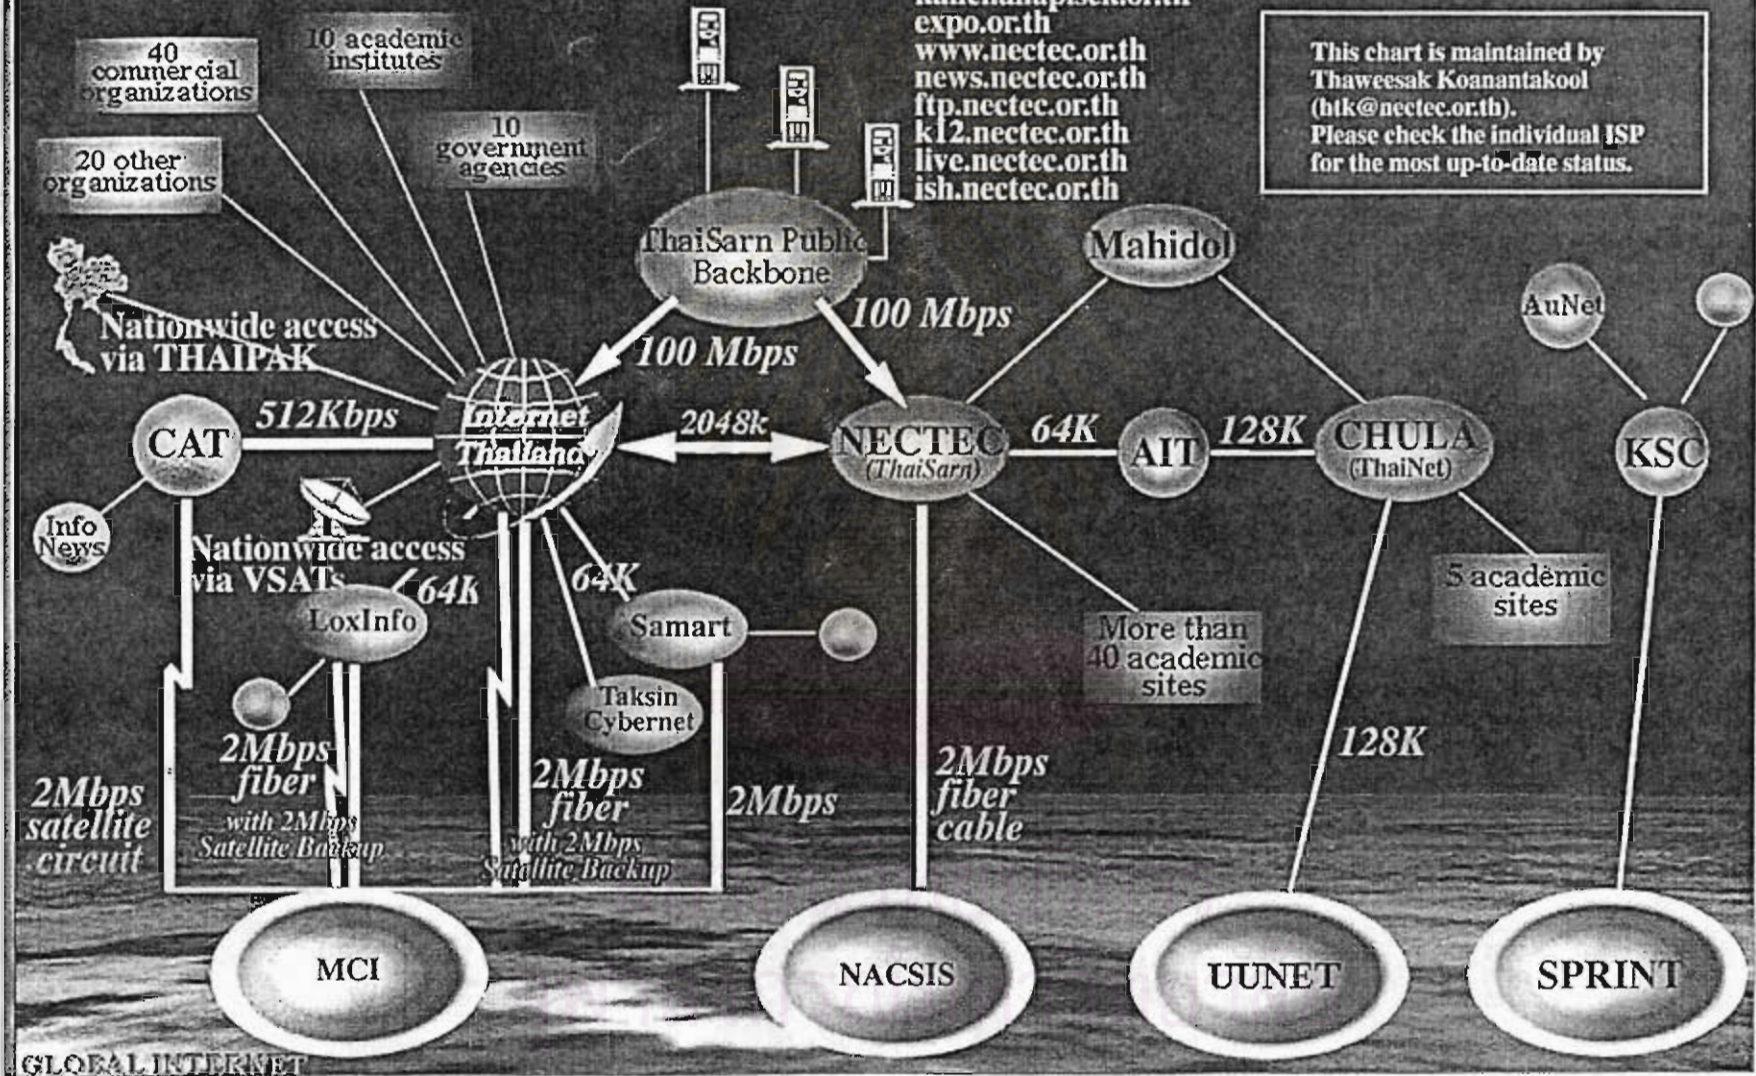 expo.or.th
www.nectec.or.th
news.nectec.or.th
ftp.nectec.or.th
k12.nectec.or.th
live.nectec.or.th
ish.nectec.or.th
This chart is maintained by
Thaweesak Koanantakool
(htk@nectec.or.th).
Please check the individual ISP
for the most up-to-date status.
40
commercial
organizations
10 academic
institutes
10
government
agencies
20 other
organizations
ThaiSarn Public
Backbone
Mahidol
AuNet
Nationwide access
via THAIPAK
100 Mbps
100 Mbps
CAT
512Kbps
Internet
Thailand
2048k
NECTEC
(ThaiSarn)
64K
AIT
128K
CHULA
(ThaiNet)
KSC
Info
News
Nationwide access
via VSATs
64k
64K
LoxInfo
Samart
Taksin
Cybernet
More than
40 academic
sites
5 academic
sites
2Mbps
satellite
circuit
2Mbps
fiber
with 2Mbps
Satellite Backup
2Mbps
fiber
with 2Mbps
Satellite Backup
2Mbps
2Mbps
fiber
cable
128K
MCI
NACSIS
UUNET
SPRINT
GLOBAL INTERNET